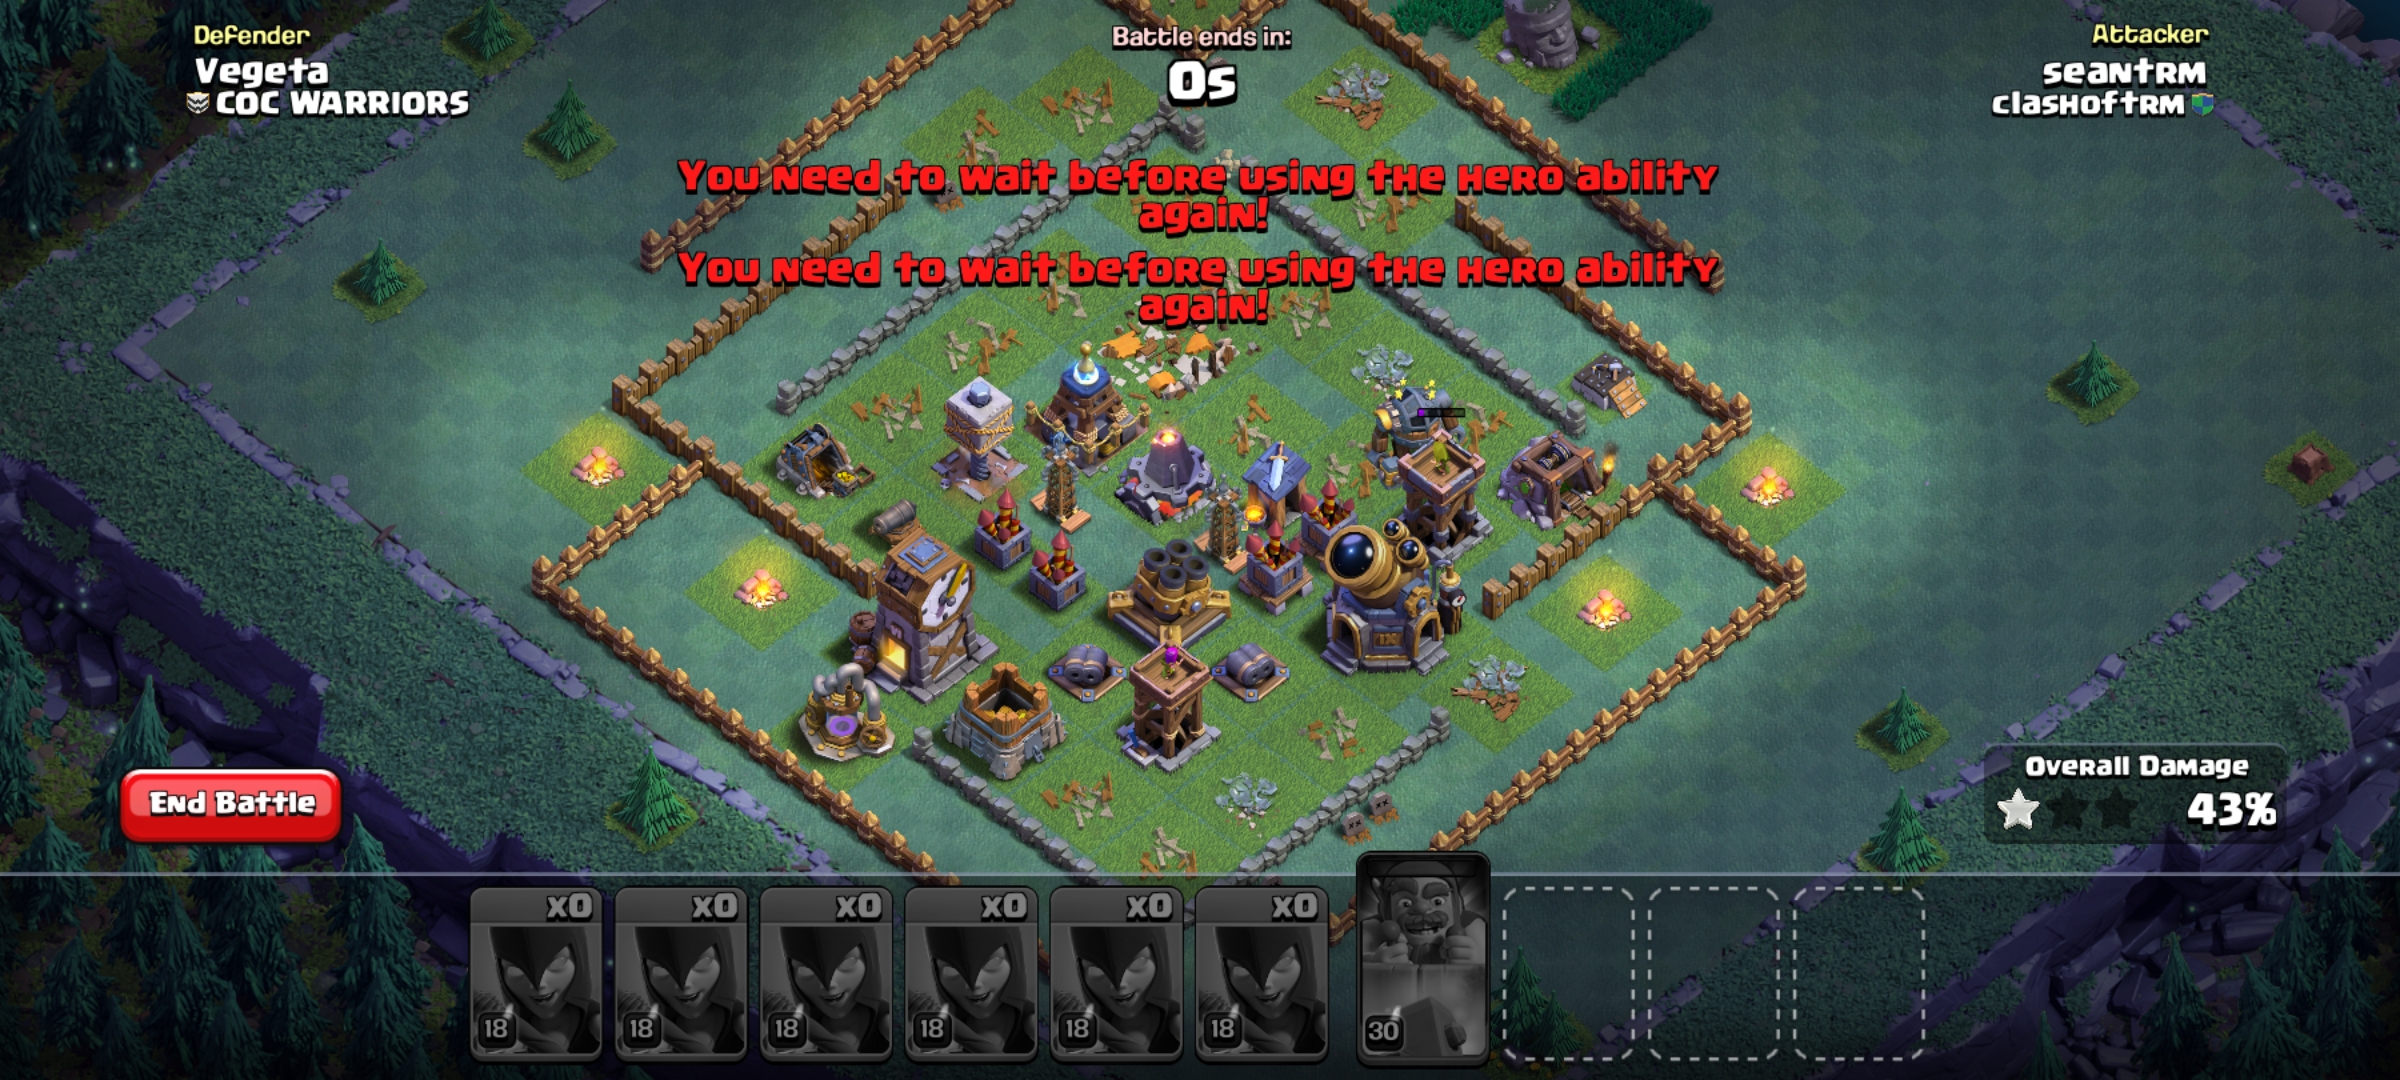 Defender
Vegeta
COC WARRIORS
Battle ends in:
0s
Attacker
seantRM
clashoftRM
You need to wait before using the hero ability
again!
You need to wait before using the hero ability
again!
End Battle
Overall Damage
43%
x0 x0 x0 x0 x0 x0
18 18 18 18 18 18 30